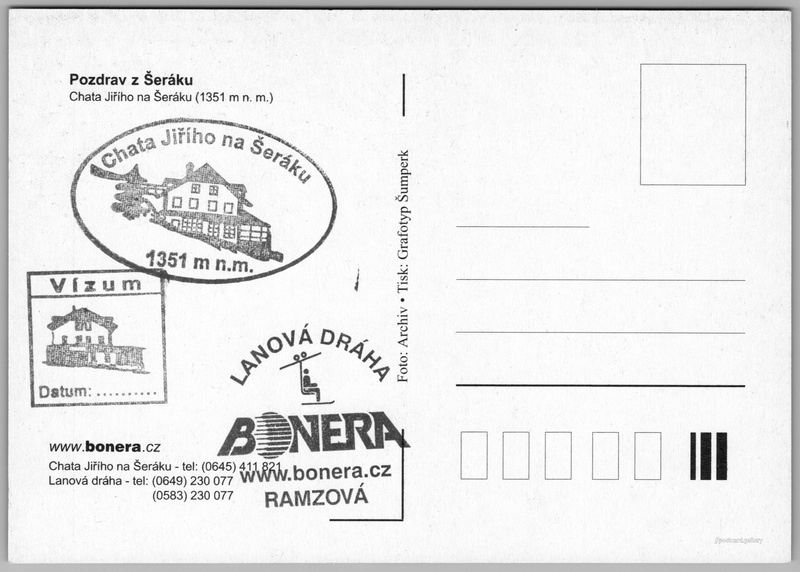 Pozdrav z Šeráku
Chata Jiřího na Šeráku (1351 m n. m.)
Chata Jiřího na Šeráku
1351 m n.m.
Vízum
Datum: ..........
LANOVÁ DRÁHA
BONERA
www.bonera.cz
RAMZOVÁ
www.bonera.cz
Chata Jiřího na Šeráku - tel: (0645) 411 821
Lanová dráha - tel: (0649) 230 077
(0583) 230 077
Foto: Archiv • Tisk: Grafotyp Šumperk
postcard.gallery